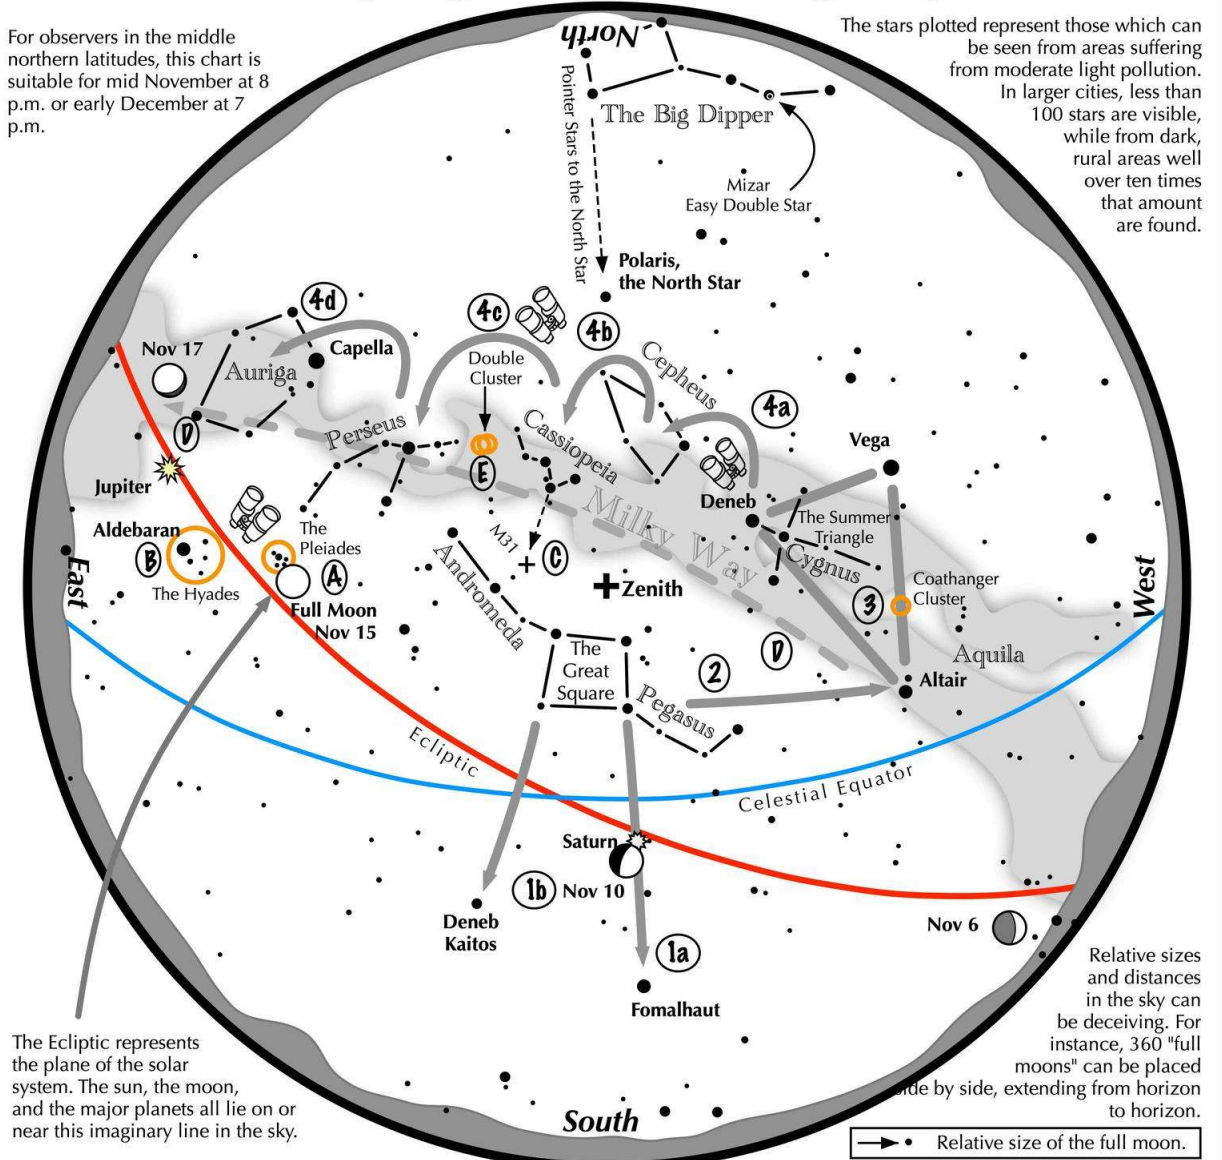 For observers in the middle
northern latitudes, this chart is
suitable for mid November at 8
p.m. or early December at 7
p.m.
The stars plotted represent those which can
be seen from areas suffering
from moderate light pollution.
In larger cities, less than
100 stars are visible,
while from dark,
rural areas well
over ten times
that amount
are found.
North
The Big Dipper
Pointer Stars to the North Star
Mizar
Easy Double Star
Polaris,
the North Star
4d
4c
4b
4a
Nov 17
Auriga
Capella
Double
Cluster
Cepheus
Perseus
Cassiopeia
Vega
D
E
Jupiter
Deneb
Milky Way
The Summer
Triangle
Cygnus
Aldebaran
B
The Hyades
The
Pleiades
A
M31
C
Full Moon
Nov 15
East
Zenith
West
3
Coathanger
Cluster
Andromeda
The
Great
Square
Pegasus
2
D
Aquila
Altair
Ecliptic
Celestial Equator
Saturn
1b
Nov 10
Deneb
Kaitos
1a
Fomalhaut
Nov 6
The Ecliptic represents
the plane of the solar
system. The sun, the moon,
and the major planets all lie on or
near this imaginary line in the sky.
Relative sizes
and distances
in the sky can
be deceiving. For
instance, 360 "full
moons" can be placed
side by side, extending from horizon
to horizon.
South
Relative size of the full moon.